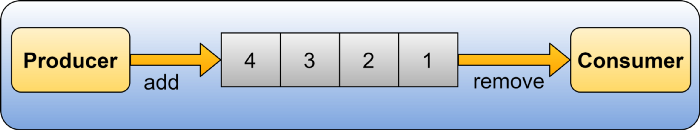 Producer
add
4 3 2 1
remove
Consumer